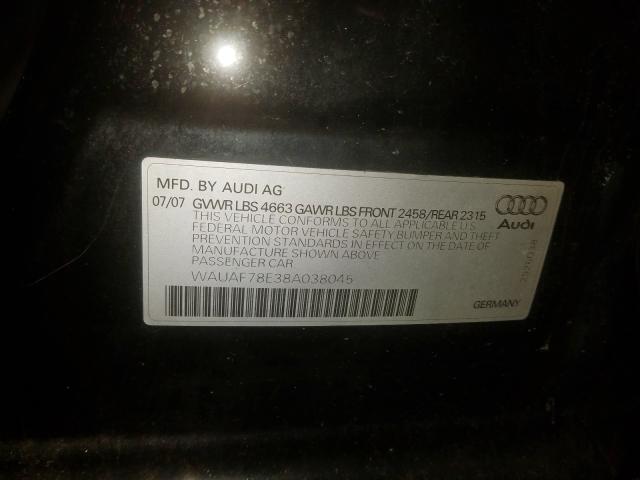 MFD. BY AUDI AG
07/07 GVWR LBS 4663 GAWR LBS FRONT 2458/REAR 2315
THIS VEHICLE CONFORMS TO ALL APPLICABLE U.S.
FEDERAL MOTOR VEHICLE SAFETY BUMPER AND THEFT
PREVENTION STANDARDS IN EFFECT ON THE DATE OF
MANUFACTURE SHOWN ABOVE
PASSENGER CAR
WAUAF78E38A038045
Audi
GERMANY